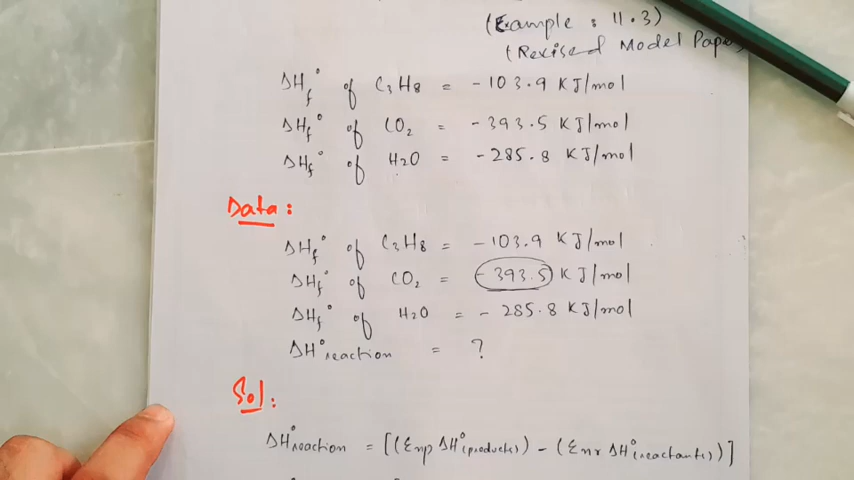 (Example : 11.3)
(Revised Model Pape
ΔHf° of C3H8 = -103.9 KJ/mol
ΔHf° of CO2 = -393.5 KJ/mol
ΔHf° of H2O = -285.8 KJ/mol
Data:
ΔHf° of C3H8 = -103.9 KJ/mol
ΔHf° of CO2 = -393.5 KJ/mol
ΔHf° of H2O = -285.8 KJ/mol
ΔH°reaction = ?
Sol:
ΔH°reaction = [(Σnp ΔH°(products)) - (Σnr ΔH°(reactants))]